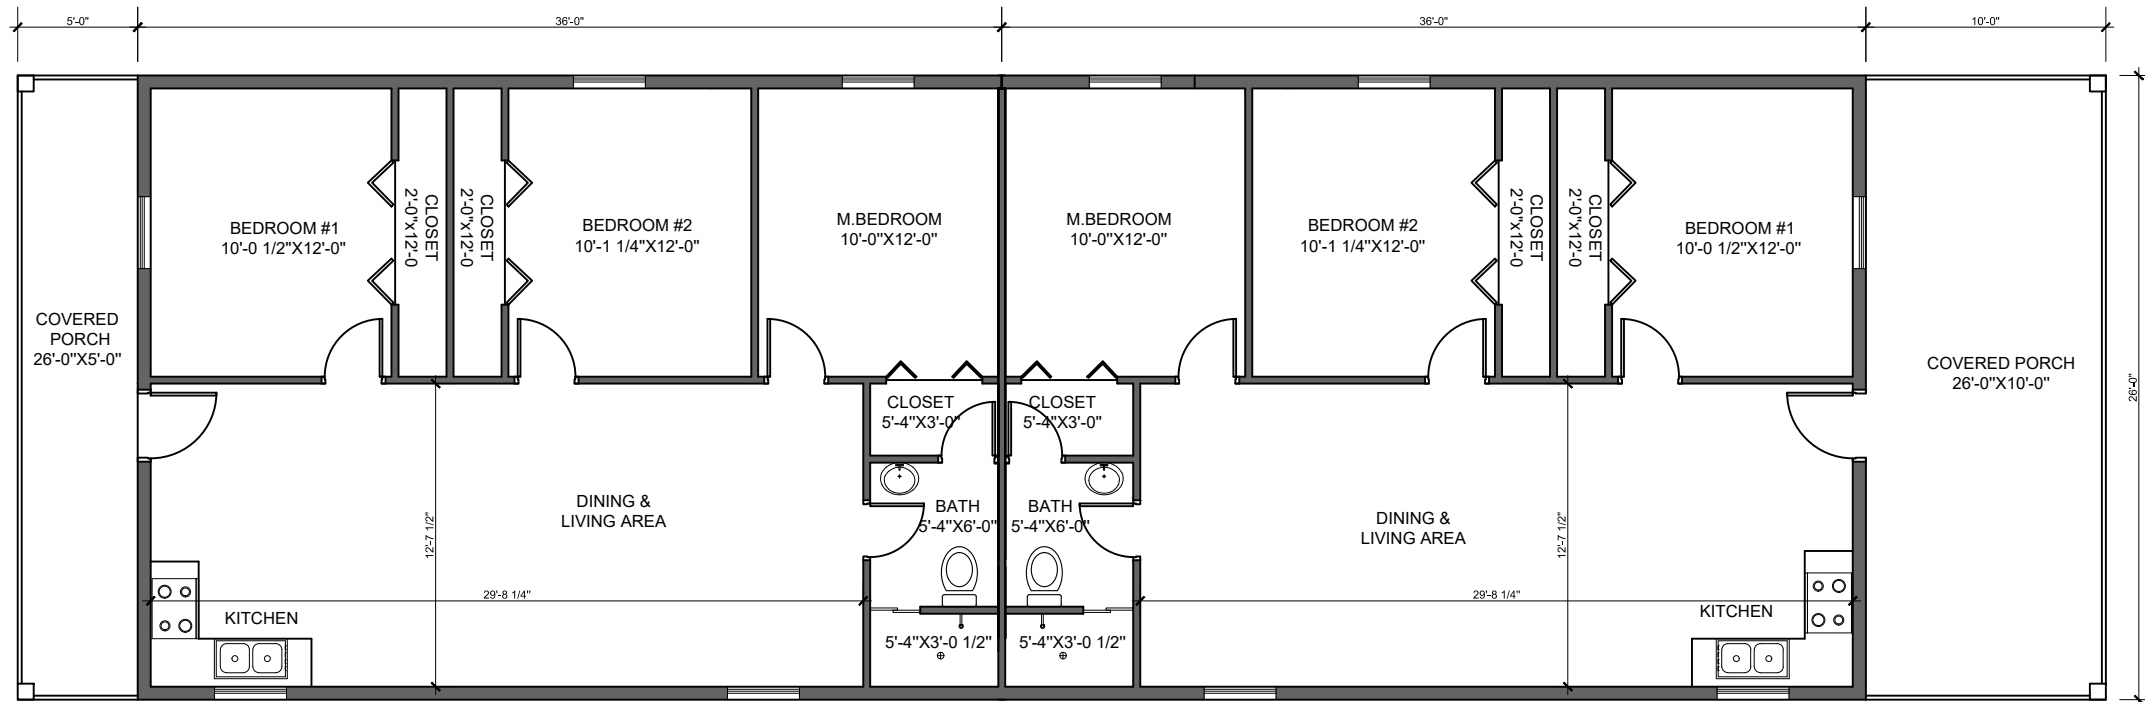 5'-0"
36'-0"
36'-0"
10'-0"
BEDROOM #1
10'-0 1/2"X12'-0"
CLOSET
2'-0"x12'-0
CLOSET
2'-0"x12'-0
BEDROOM #2
10'-1 1/4"X12'-0"
M.BEDROOM
10'-0"X12'-0"
M.BEDROOM
10'-0"X12'-0"
BEDROOM #2
10'-1 1/4"X12'-0"
CLOSET
2'-0"x12'-0
CLOSET
2'-0"x12'-0
BEDROOM #1
10'-0 1/2"X12'-0"
COVERED
PORCH
26'-0"X5'-0"
COVERED PORCH
26'-0"X10'-0"
26'-0"
CLOSET
5'-4"X3'-0"
CLOSET
5'-4"X3'-0"
DINING &
LIVING AREA
BATH
5'-4"X6'-0"
BATH
5'-4"X6'-0"
DINING &
LIVING AREA
12'-7 1/2"
12'-7 1/2"
29'-8 1/4"
29'-8 1/4"
KITCHEN
KITCHEN
5'-4"X3'-0 1/2"
5'-4"X3'-0 1/2"